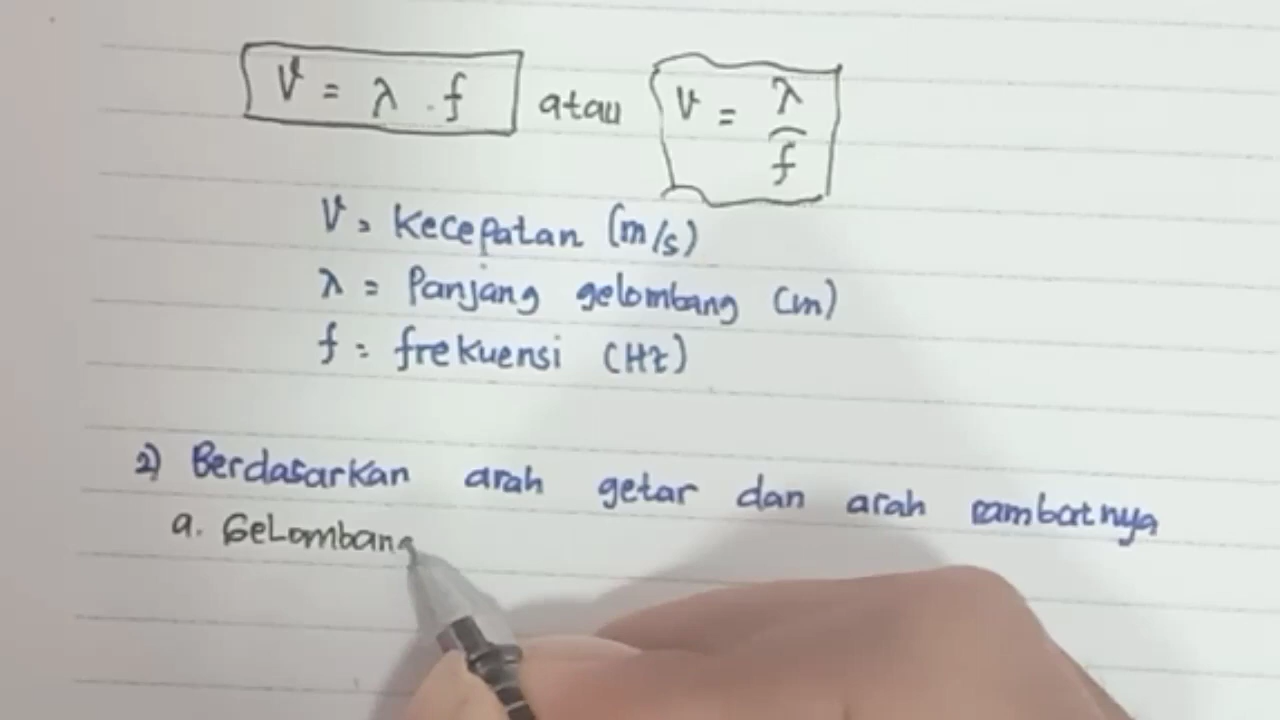 V = λ . f atau V = λ/f
V = Kecepatan (m/s)
λ = Panjang gelombang (m)
f = frekuensi (Hz)
2) Berdasarkan arah getar dan arah rambatnya
a. Gelombang